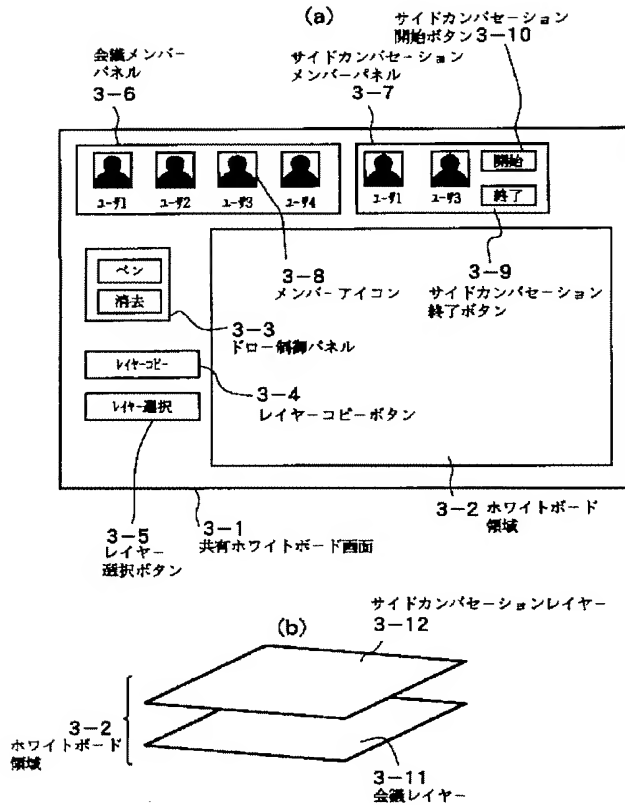 (a)
サイドカンバセーション
開始ボタン3-10
会議メンバー
パネル
3-6
サイドカンバセーション
メンバーパネル
3-7
ユーザ1
ユーザ2
ユーザ3
ユーザ4
ユーザ1
ユーザ3
開始
終了
ペン
消去
3-8
メンバーアイコン
3-9
サイドカンバセーション
終了ボタン
3-3
ドロー制御パネル
レイヤーコピー
3-4
レイヤーコピーボタン
レイヤー選択
3-2 ホワイトボード
領域
3-1
共有ホワイトボード画面
3-5
レイヤー
選択ボタン
(b)
サイドカンバセーションレイヤー
3-12
3-2
ホワイトボード
領域
3-11
会議レイヤー